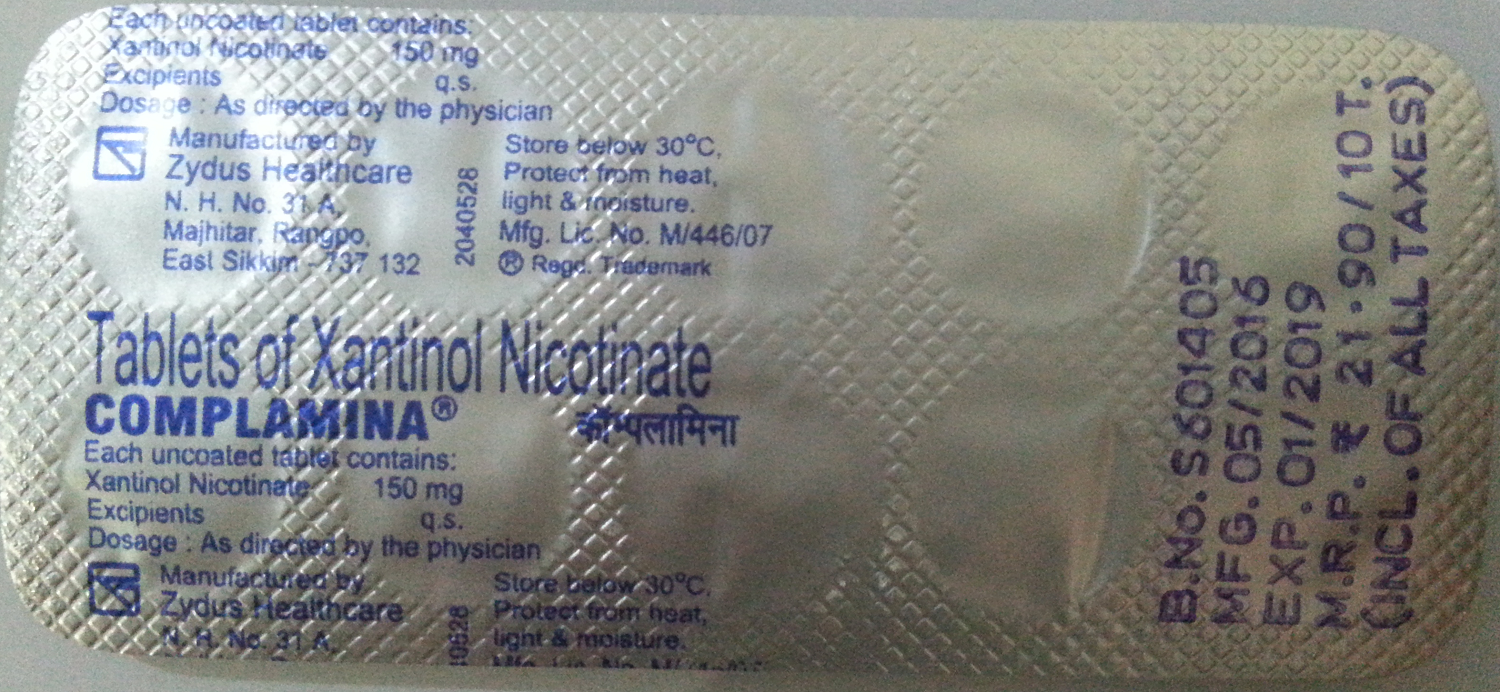 Each uncoated tablet contains:
Xantinol Nicotinate 150 mg
Excipients q.s.
Dosage : As directed by the physician
Manufactured by
Zydus Healthcare
N. H. No. 31 A,
Majhitar, Rangpo,
East Sikkim - 737 132
2040528
Store below 30°C,
Protect from heat,
light & moisture.
Mfg. Lic. No. M/446/07
® Regd. Trademark
Tablets of Xantinol Nicotinate
COMPLAMINA® कॉम्पलामिना
Each uncoated tablet contains:
Xantinol Nicotinate 150 mg
Excipients q.s.
Dosage : As directed by the physician
Manufactured by
Zydus Healthcare
N. H. No. 31 A,
Store below 30°C,
Protect from heat,
light & moisture.
B.No. S601405
MFG. 05/2016
EXP. 01/2019
M.R.P. ₹ 21.90/10 T.
(INCL. OF ALL TAXES)